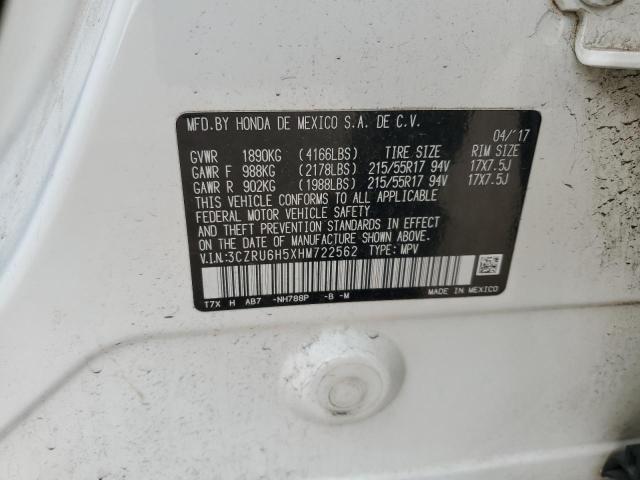 MFD.BY HONDA DE MEXICO S.A. DE C.V.
04/'17
GVWR 1890KG (4166LBS) TIRE SIZE RIM SIZE
GAWR F 988KG (2178LBS) 215/55R17 94V 17X7.5J
GAWR R 902KG (1988LBS) 215/55R17 94V 17X7.5J
THIS VEHICLE CONFORMS TO ALL APPLICABLE
FEDERAL MOTOR VEHICLE SAFETY
AND THEFT PREVENTION STANDARDS IN EFFECT
ON THE DATE OF MANUFACTURE SHOWN ABOVE.
V.I.N:3CZRU6H5XHM722562 TYPE: MPV
T7X H AB7 -NH788P -B -M MADE IN MEXICO